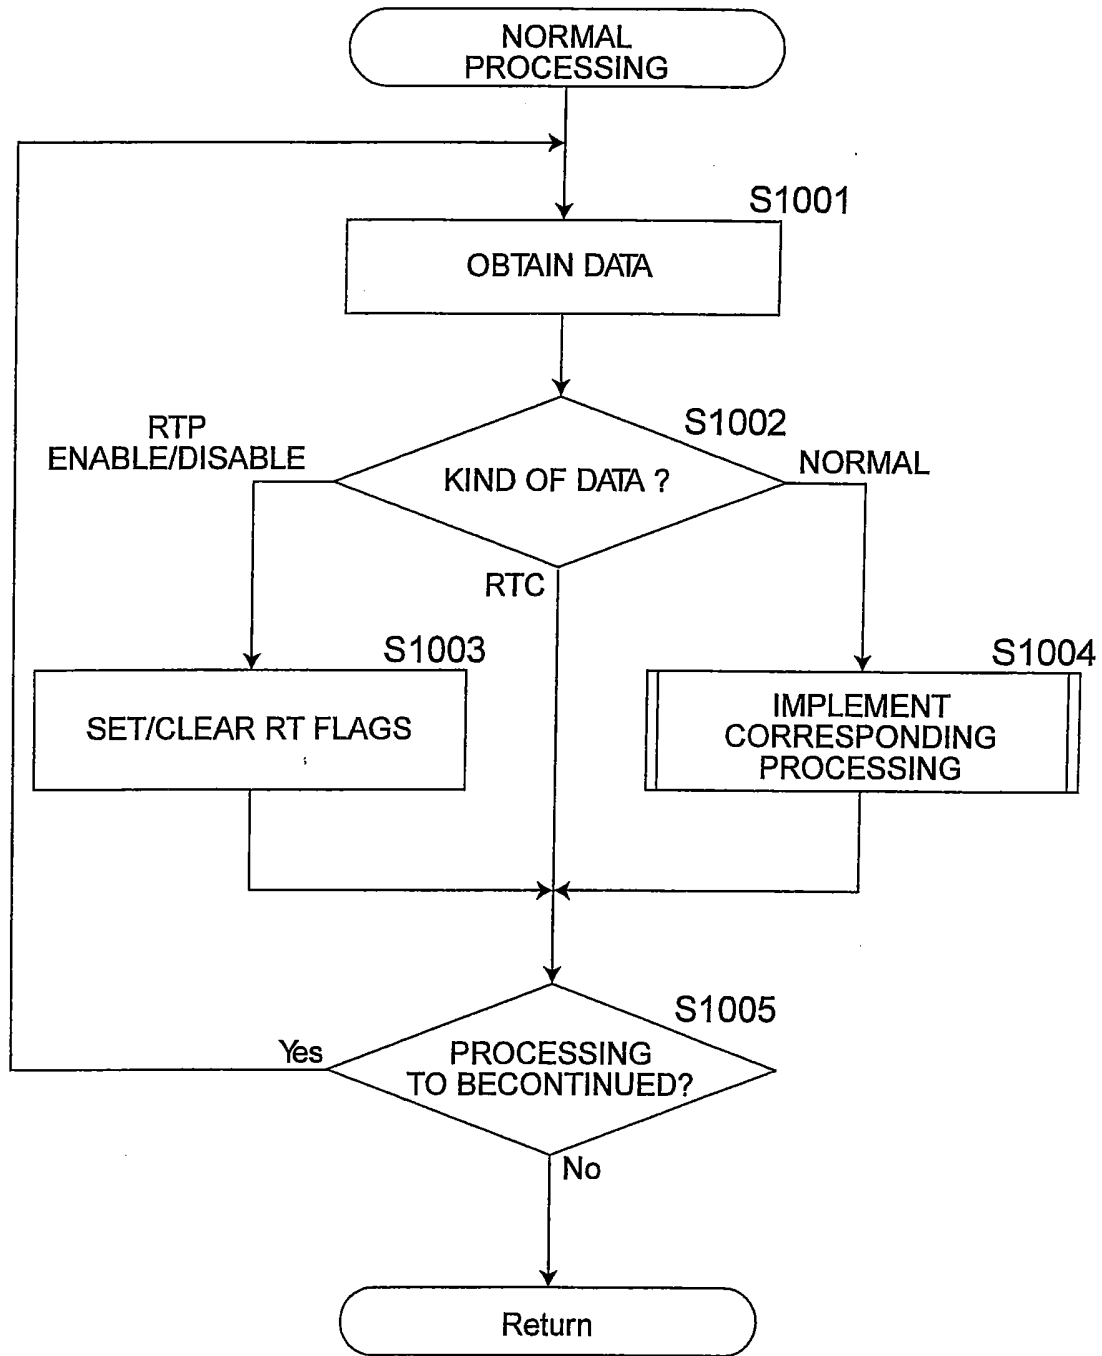 NORMAL
PROCESSING
S1001
OBTAIN DATA
RTP
ENABLE/DISABLE
S1002
KIND OF DATA ?
NORMAL
RTC
S1003
SET/CLEAR RT FLAGS
S1004
IMPLEMENT
CORRESPONDING
PROCESSING
S1005
Yes
PROCESSING
TO BECONTINUED?
No
Return